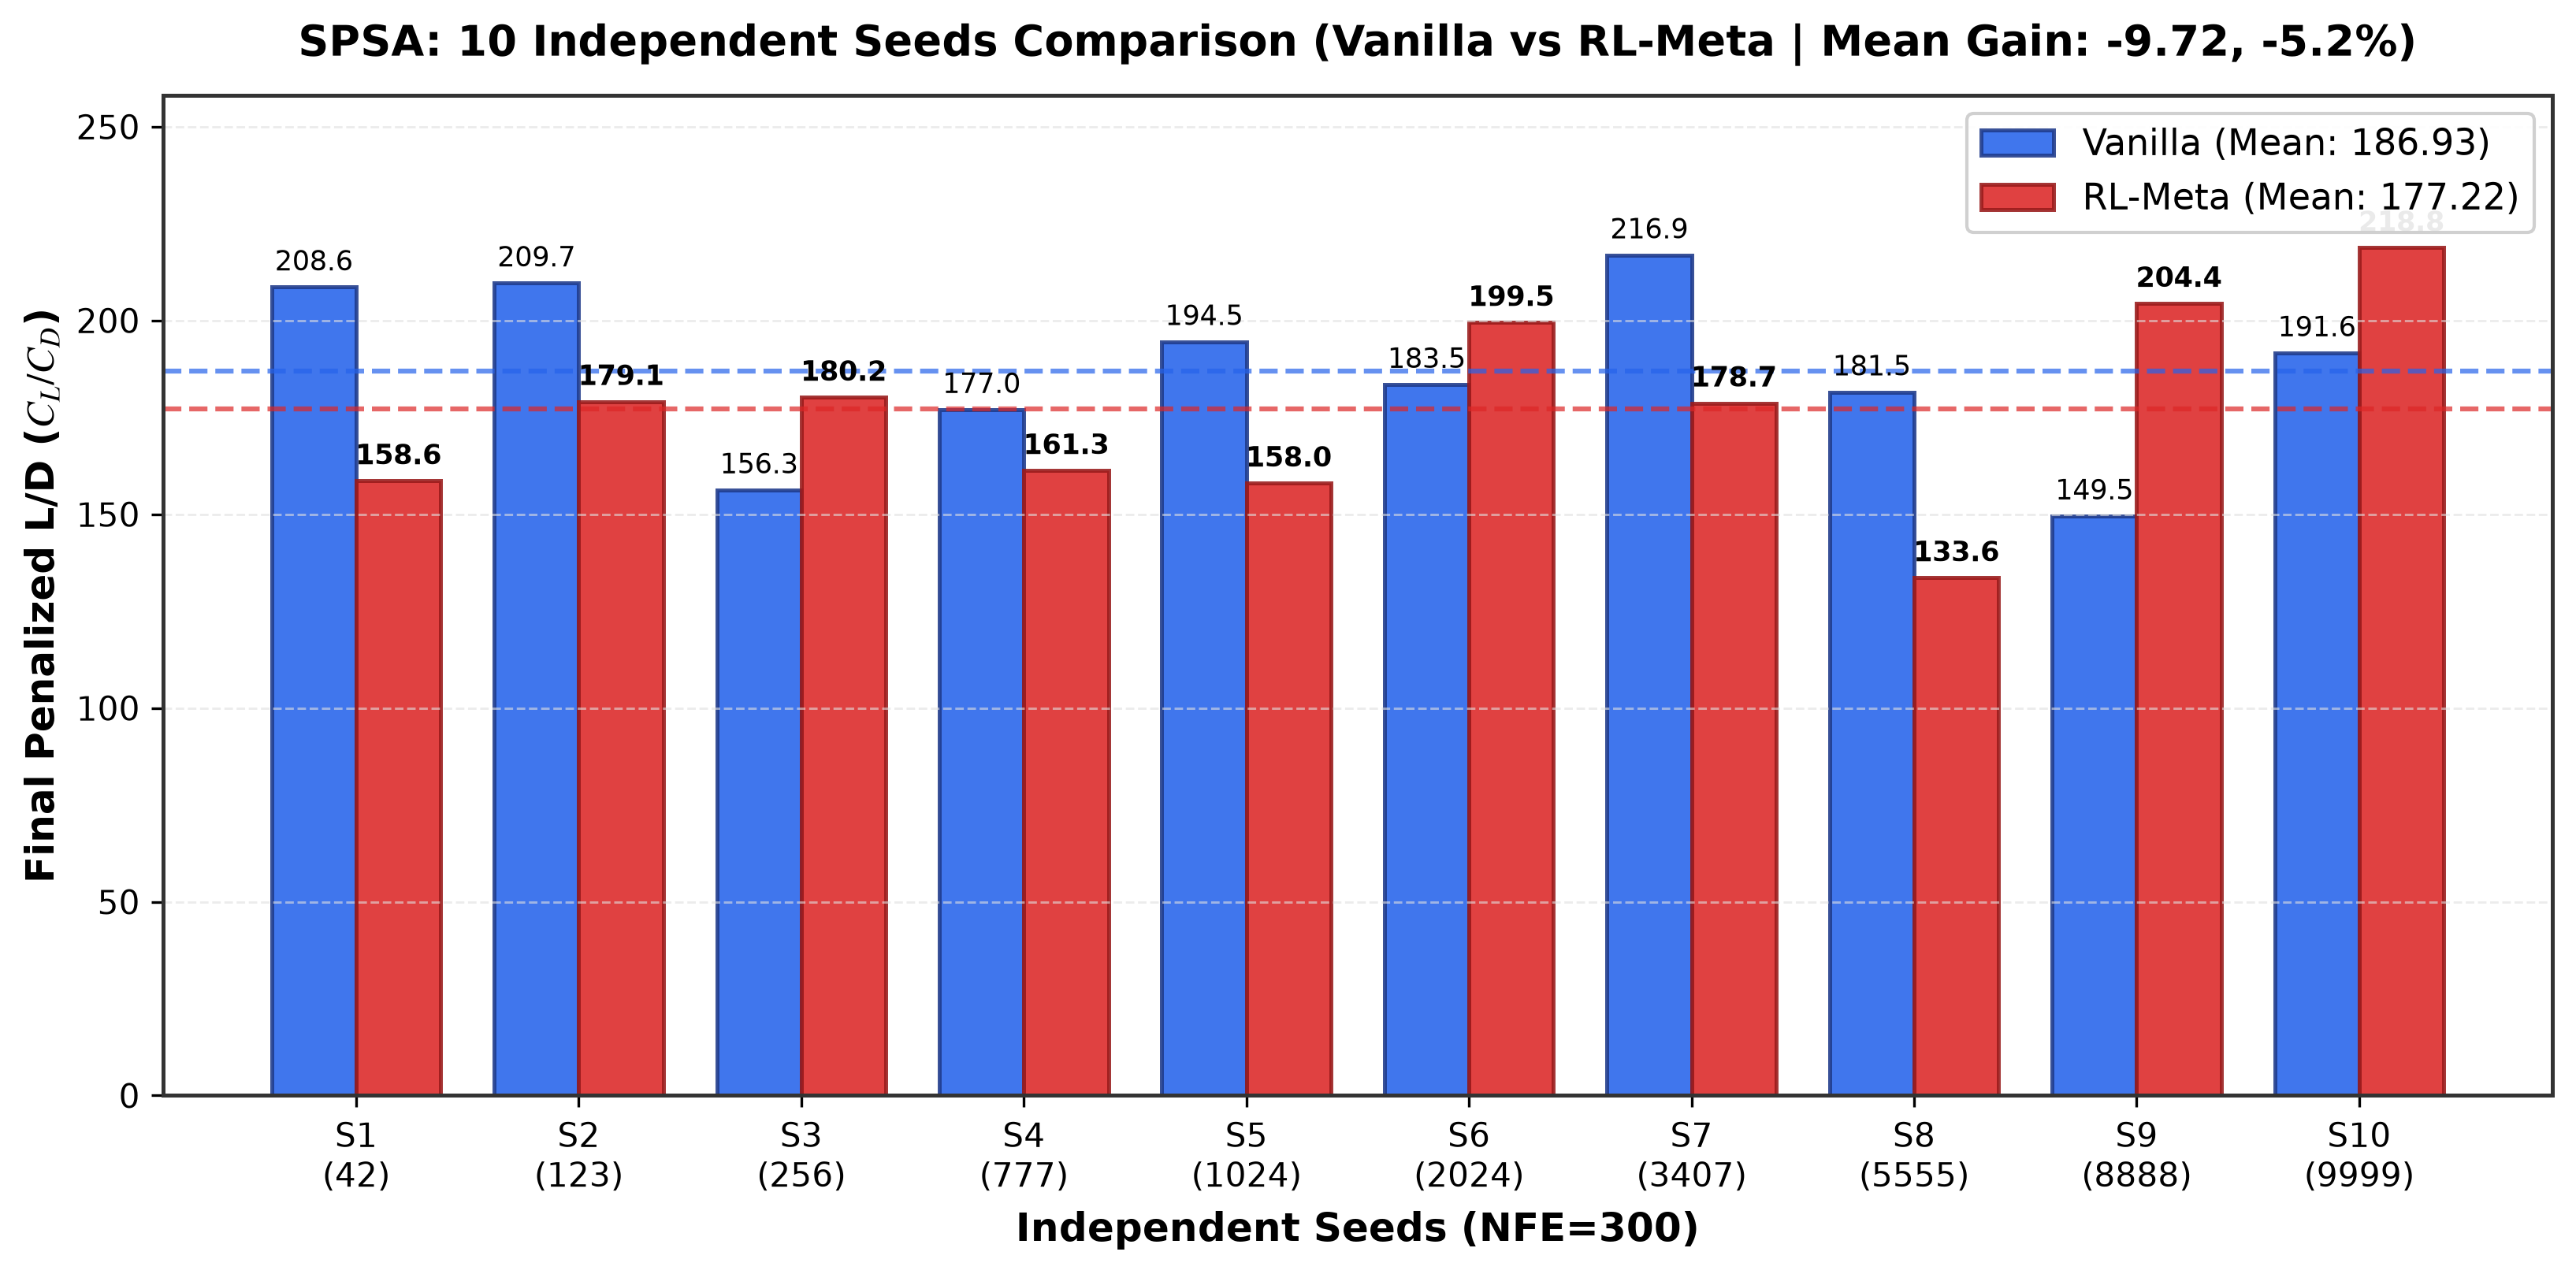 SPSA: 10 Independent Seeds Comparison (Vanilla vs RL-Meta | Mean Gain: -9.72, -5.2%)
Final Penalized L/D (C_L/C_D)
250
200
150
100
50
0
Vanilla (Mean: 186.93)
RL-Meta (Mean: 177.22)
208.6
158.6
209.7
179.1
156.3
180.2
177.0
161.3
194.5
158.0
183.5
199.5
216.9
178.7
181.5
133.6
149.5
204.4
191.6
218.8
S1
(42)
S2
(123)
S3
(256)
S4
(777)
S5
(1024)
S6
(2024)
S7
(3407)
S8
(5555)
S9
(8888)
S10
(9999)
Independent Seeds (NFE=300)